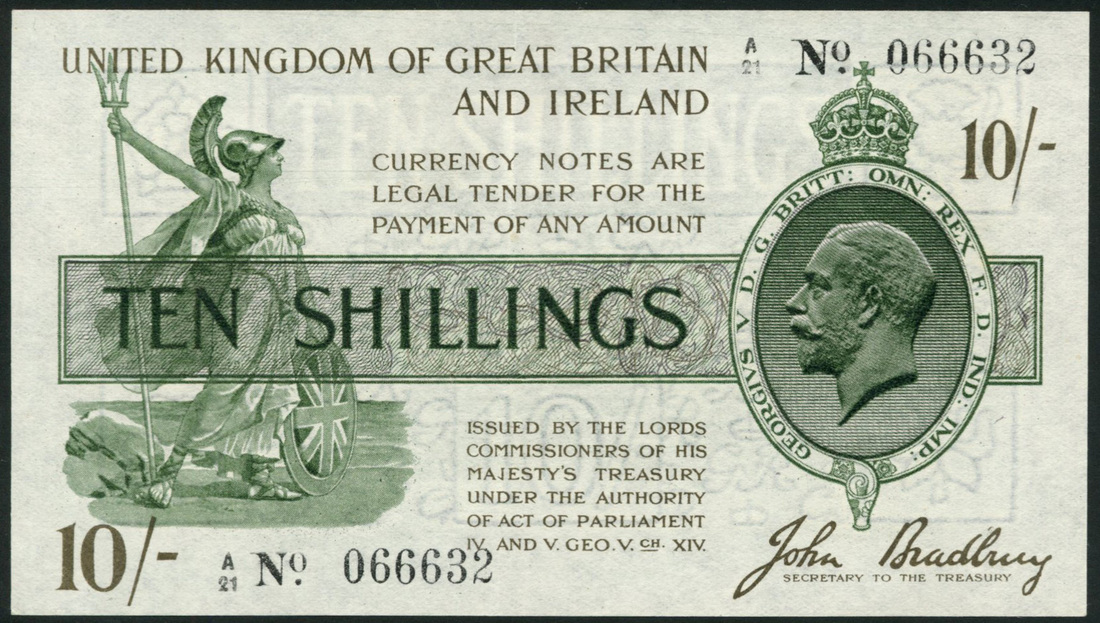 UNITED KINGDOM OF GREAT BRITAIN
AND IRELAND
A
21
No 066632
10/-
CURRENCY NOTES ARE
LEGAL TENDER FOR THE
PAYMENT OF ANY AMOUNT
TEN SHILLINGS
GEORGIVS V D. G. BRITT: OMN: REX F. D. IND: IMP:
ISSUED BY THE LORDS
COMMISSIONERS OF HIS
MAJESTY'S TREASURY
UNDER THE AUTHORITY
OF ACT OF PARLIAMENT
IV. AND V. GEO. V. CH. XIV.
10/-
A
21
No 066632
John Bradbury
SECRETARY TO THE TREASURY